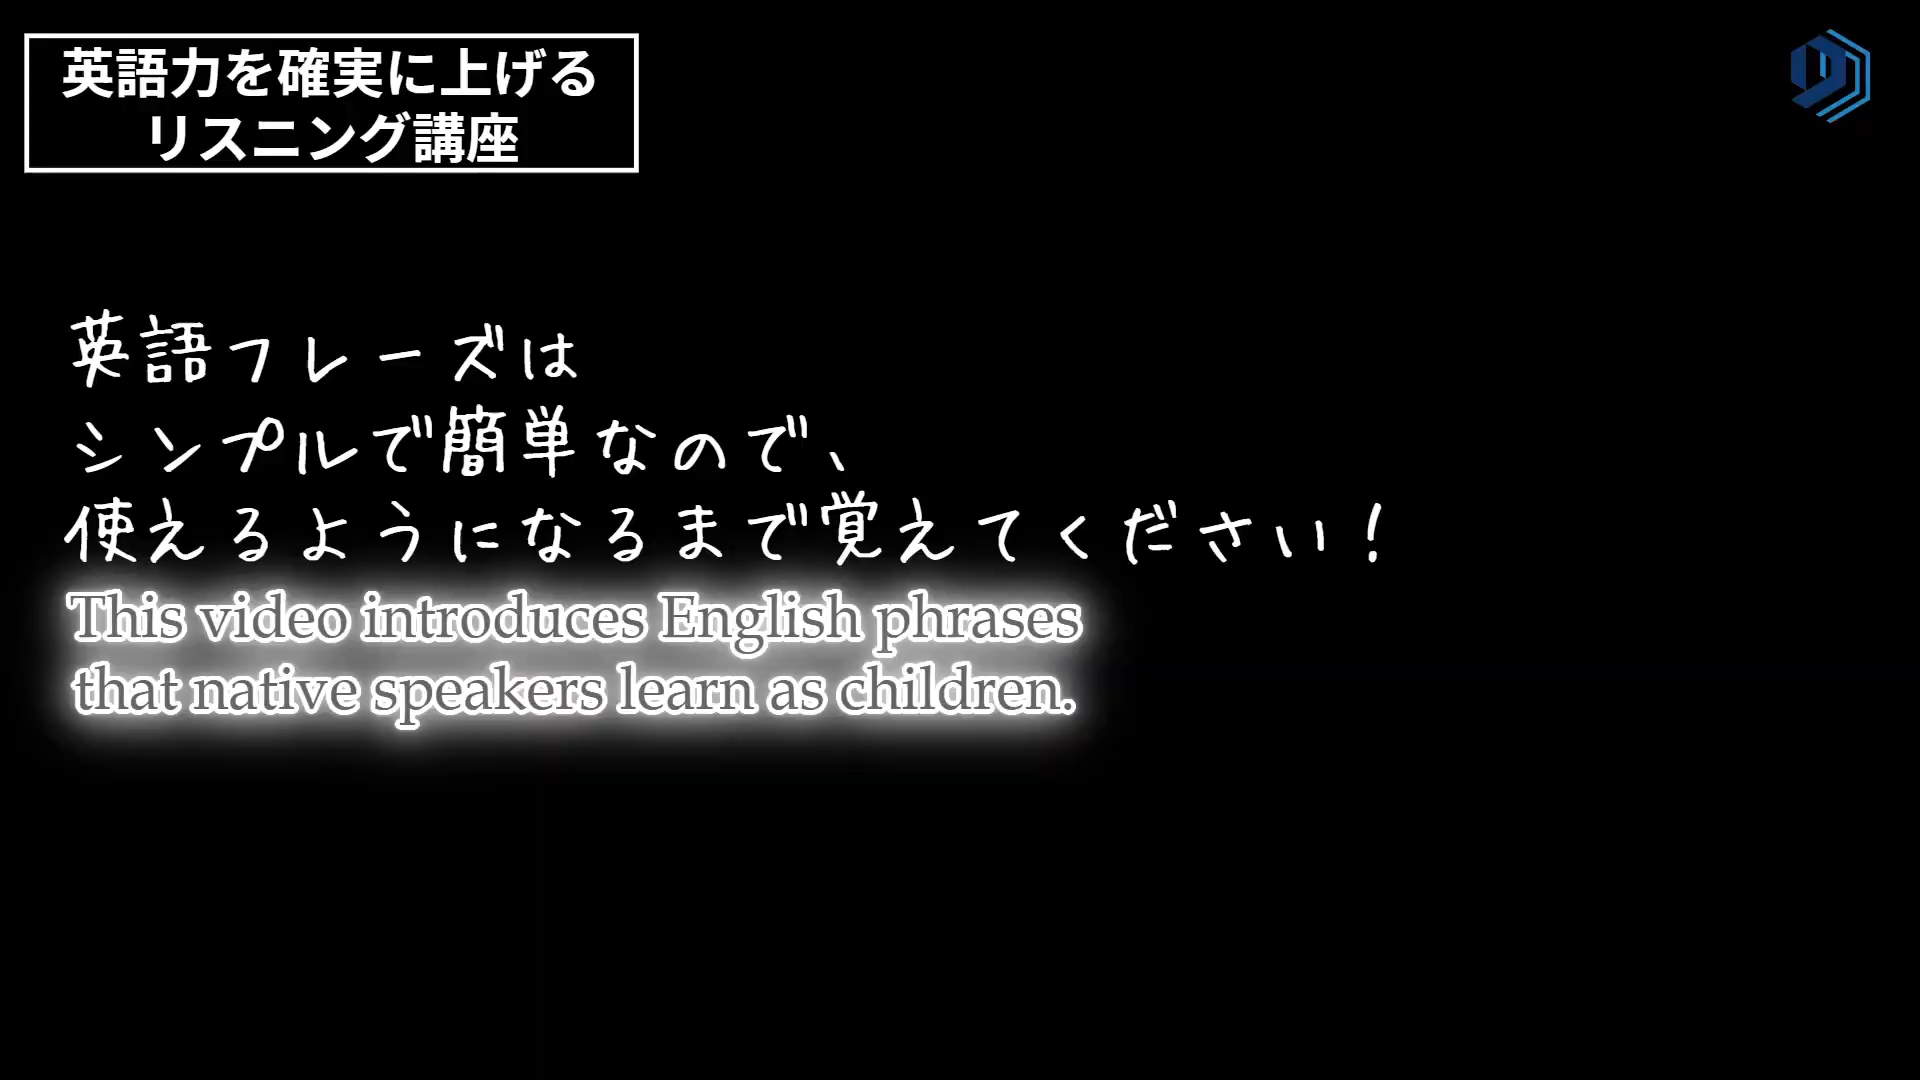 英語力を確実に上げる
リスニング講座
英語フレーズは
シンプルで簡単なので、
使えるようになるまで覚えてください!
This video introduces English phrases
that native speakers learn as children.